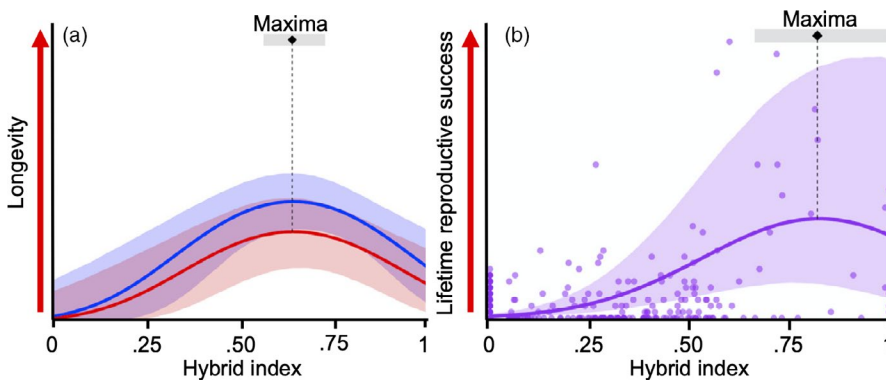 Maxima
(a)
Longevity
0
.25
.50
.75
1
Hybrid index
Maxima
(b)
Lifetime reproductive success
0
.25
.50
.75
Hybrid index